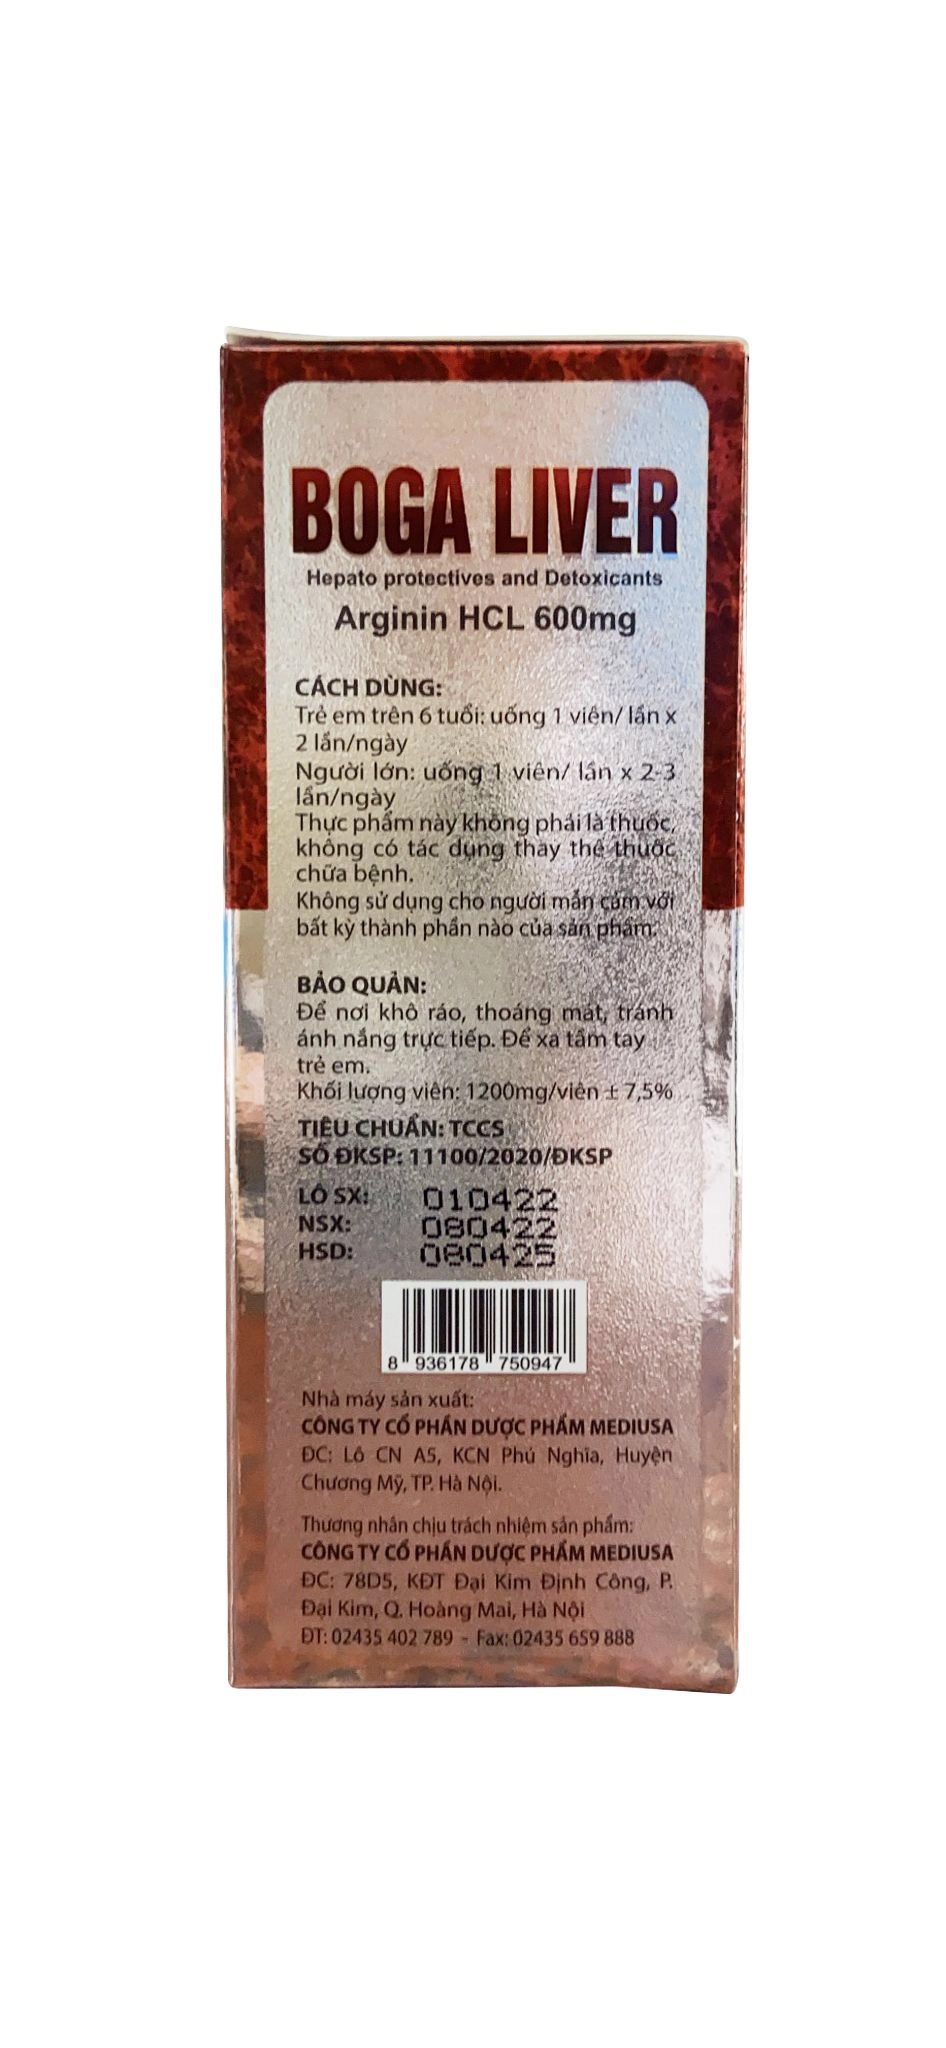 BOGA LIVER
Hepato protectives and Detoxicants
Arginin HCL 600mg
CÁCH DÙNG:
Trẻ em trên 6 tuổi: uống 1 viên/ lần x
2 lần/ngày
Người lớn: uống 1 viên/ lần x 2-3
lần/ngày
Thực phẩm này không phải là thuốc,
không có tác dụng thay thế thuốc
chữa bệnh.
Không sử dụng cho người mẫn cảm với
bất kỳ thành phần nào của sản phẩm.
BẢO QUẢN:
Để nơi khô ráo, thoáng mát, tránh
ánh nắng trực tiếp. Để xa tầm tay
trẻ em.
Khối lượng viên: 1200mg/viên ± 7,5%
TIÊU CHUẨN: TCCS
SỐ ĐKSP: 11100/2020/ĐKSP
LÔ SX: 010422
NSX: 080422
HSD: 080425
8 936178 750947
Nhà máy sản xuất:
CÔNG TY CỔ PHẦN DƯỢC PHẨM MEDIUSA
ĐC: Lô CN A5, KCN Phú Nghĩa, Huyện
Chương Mỹ, TP. Hà Nội.
Thương nhân chịu trách nhiệm sản phẩm:
CÔNG TY CỔ PHẦN DƯỢC PHẨM MEDIUSA
ĐC: 78D5, KĐT Đại Kim Định Công, P.
Đại Kim, Q. Hoàng Mai, Hà Nội
ĐT: 02435 402 789 - Fax: 02435 659 888